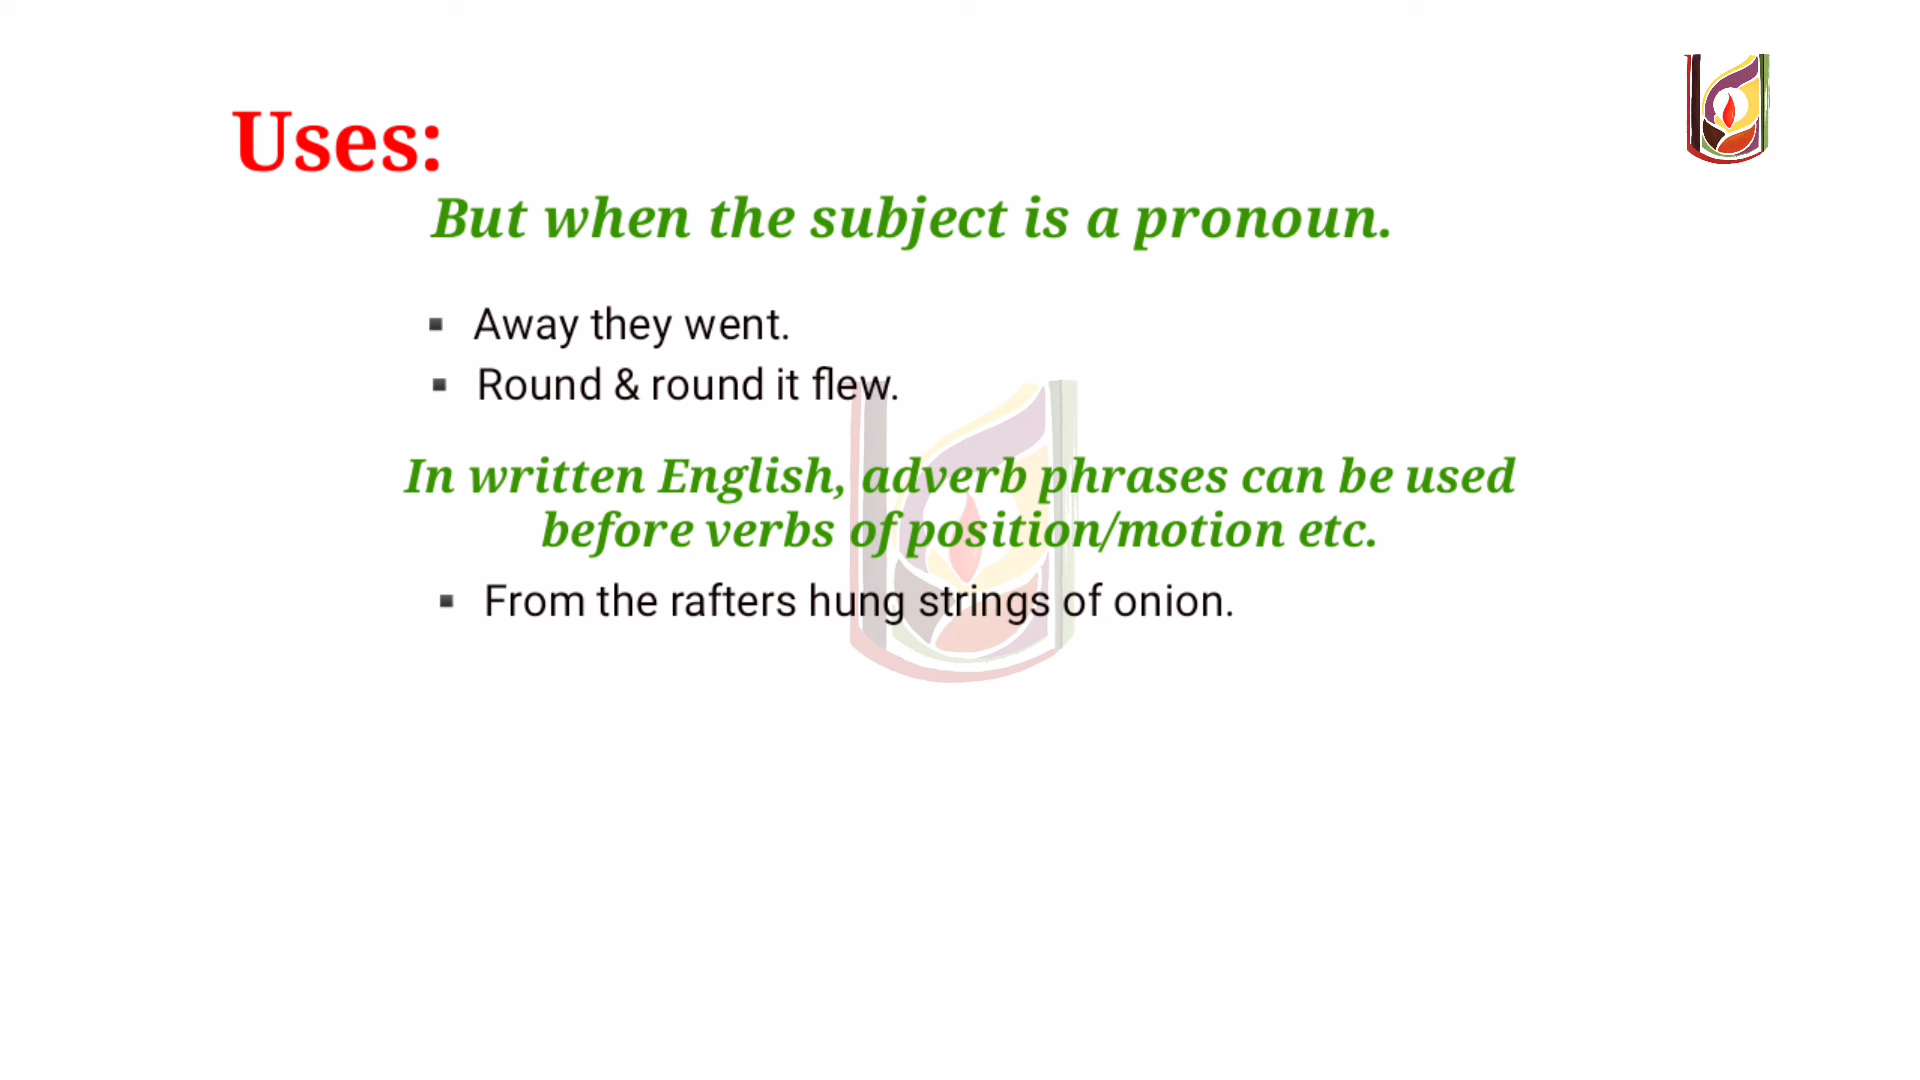 Uses:
But when the subject is a pronoun.
▪ Away they went.
▪ Round & round it flew.
In written English, adverb phrases can be used
before verbs of position/motion etc.
▪ From the rafters hung strings of onion.